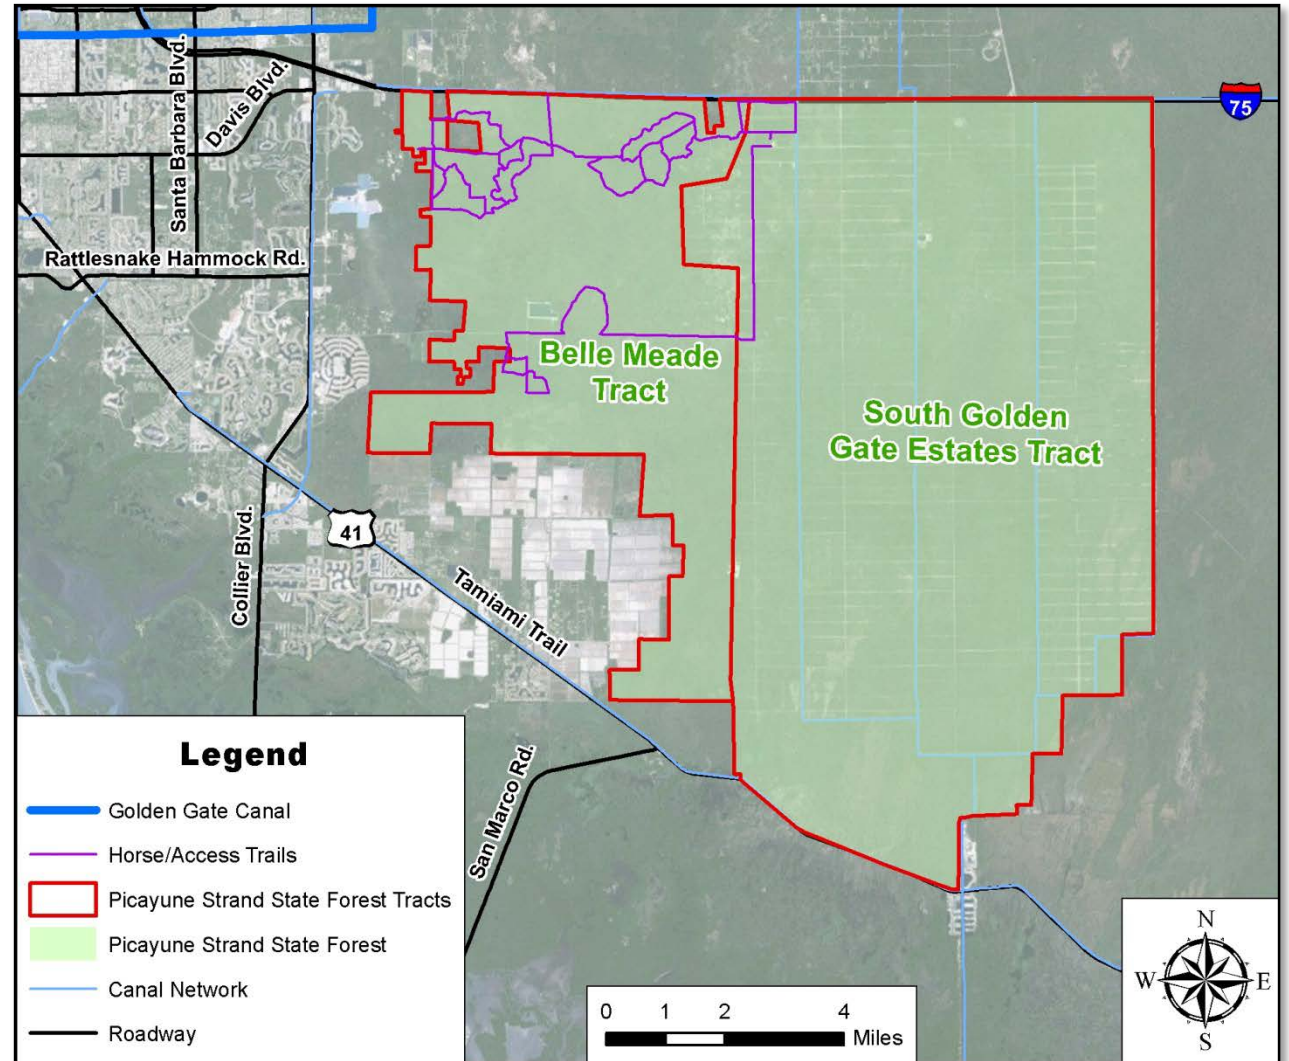 Santa Barbara Blvd.
Davis Blvd.
75
Rattlesnake Hammock Rd.
Belle Meade
Tract
South Golden
Gate Estates Tract
41
Collier Blvd.
Tamiami Trail
San Marco Rd.
Legend
Golden Gate Canal
Horse/Access Trails
Picayune Strand State Forest Tracts
Picayune Strand State Forest
Canal Network
Roadway
0 1 2 4
Miles
N
W E
S